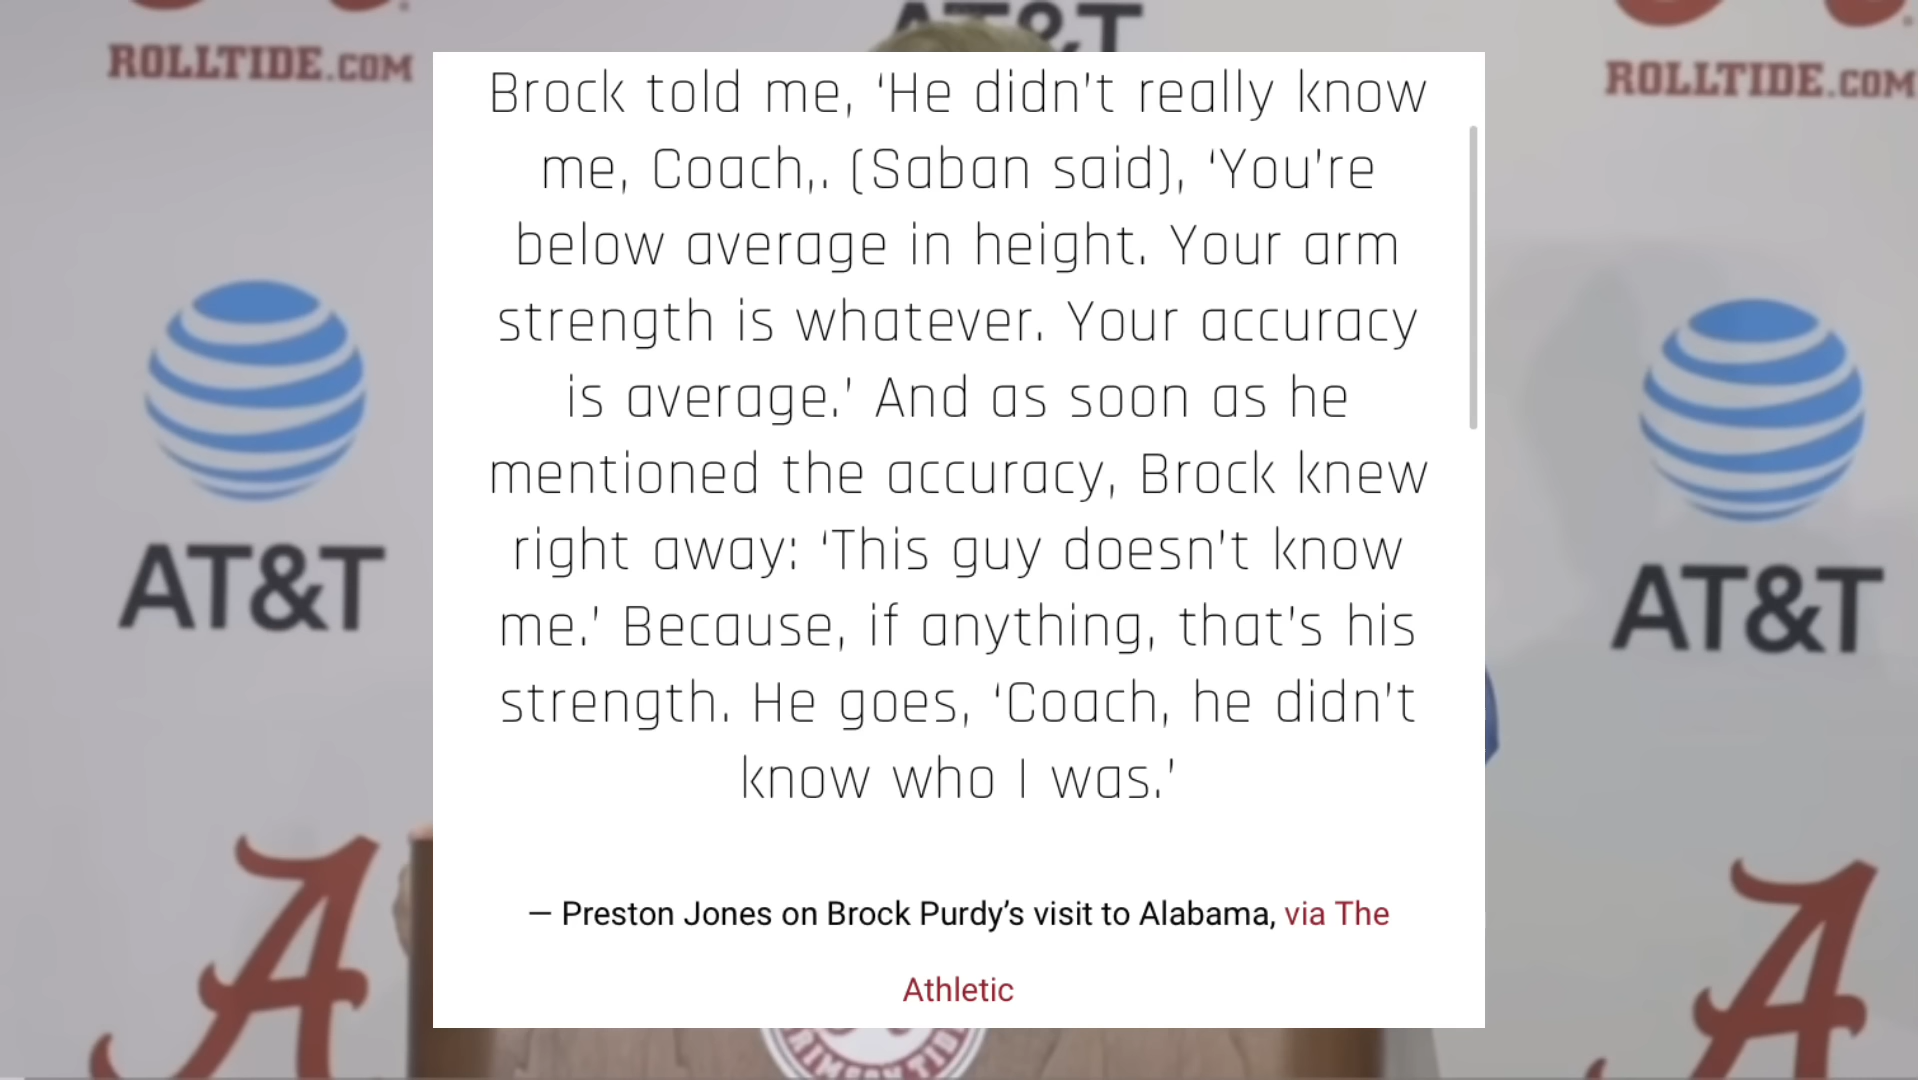 AT&T
ROLLTIDE.COM
ROLLTIDE.COM
Brock told me, ‘He didn’t really know
me, Coach,. (Saban said), ‘You’re
below average in height. Your arm
strength is whatever. Your accuracy
is average.’ And as soon as he
mentioned the accuracy, Brock knew
right away: ‘This guy doesn’t know
me.’ Because, if anything, that’s his
strength. He goes, ‘Coach, he didn’t
know who I was.’
— Preston Jones on Brock Purdy’s visit to Alabama, via The
Athletic
AT&T
AT&T
A
A